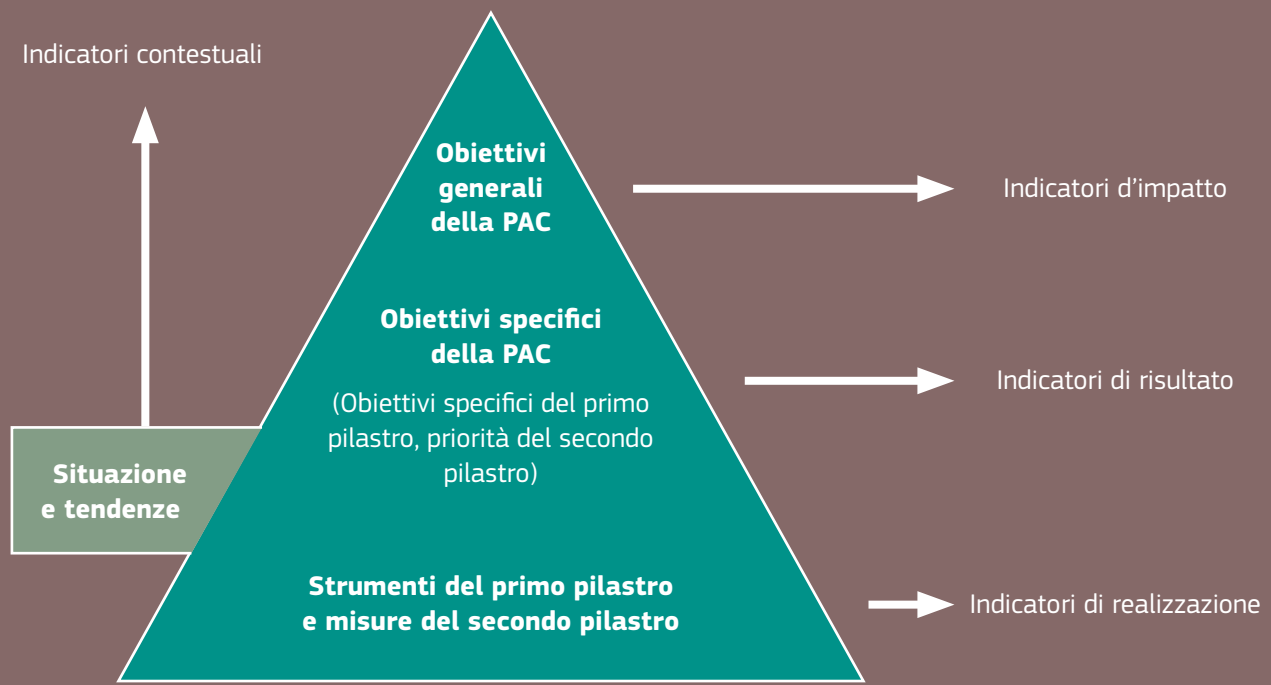 Indicatori contestuali
Obiettivi
generali
della PAC
Indicatori d'impatto
Obiettivi specifici
della PAC
(Obiettivi specifici del primo
pilastro, priorità del secondo
pilastro)
Indicatori di risultato
Situazione
e tendenze
Strumenti del primo pilastro
e misure del secondo pilastro
Indicatori di realizzazione